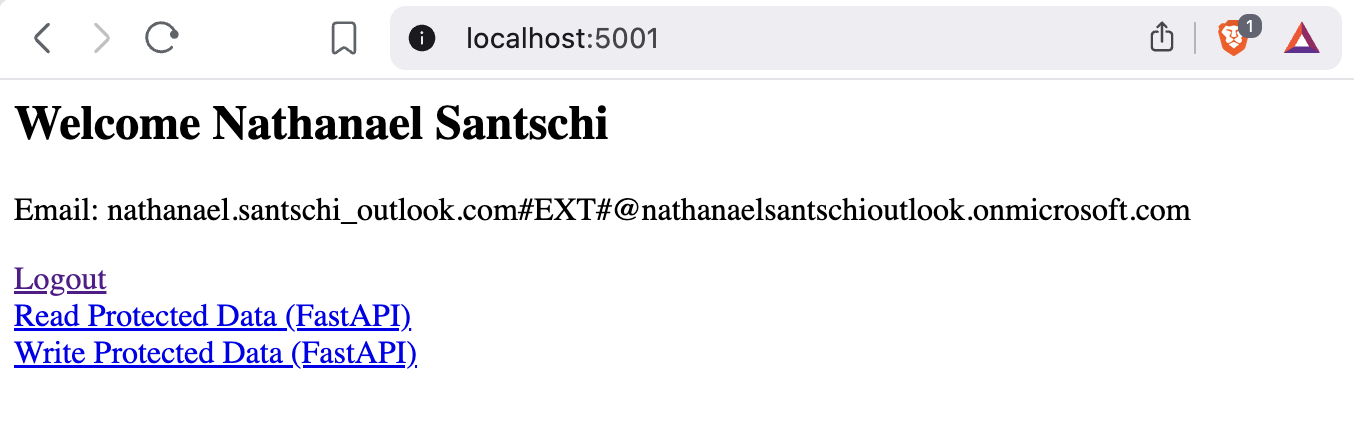 localhost:5001
1
Welcome Nathanael Santschi
Email: nathanael.santschi_outlook.com#EXT#@nathanaelsantschioutlook.onmicrosoft.com
Logout
Read Protected Data (FastAPI)
Write Protected Data (FastAPI)